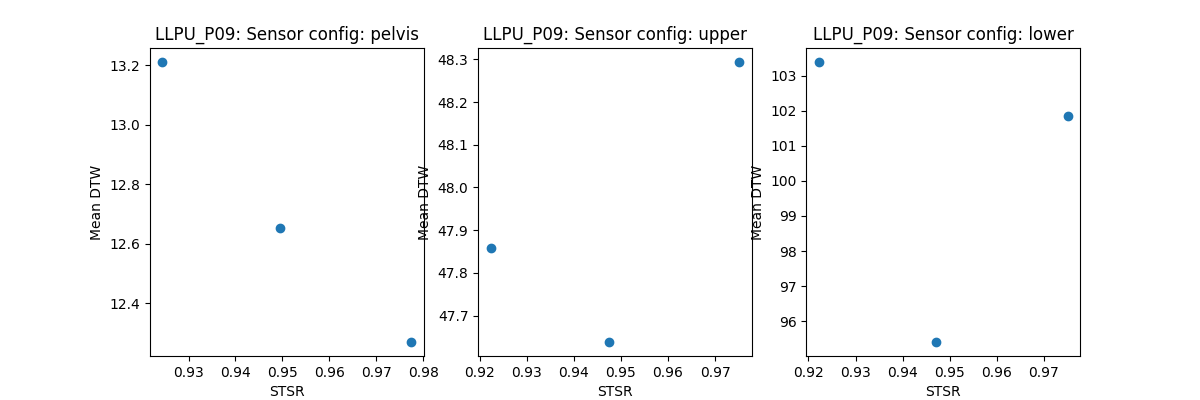 LLPU_P09: Sensor config: pelvis
13.2
13.0
12.8
12.6
12.4
Mean DTW
0.93 0.94 0.95 0.96 0.97 0.98
STSR
LLPU_P09: Sensor config: upper
48.3
48.2
48.1
48.0
47.9
47.8
47.7
Mean DTW
0.92 0.93 0.94 0.95 0.96 0.97
STSR
LLPU_P09: Sensor config: lower
103
102
101
100
99
98
97
96
Mean DTW
0.92 0.93 0.94 0.95 0.96 0.97
STSR